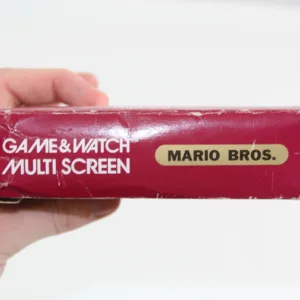 GAME&WATCH
MULTI SCREEN
MARIO BROS.